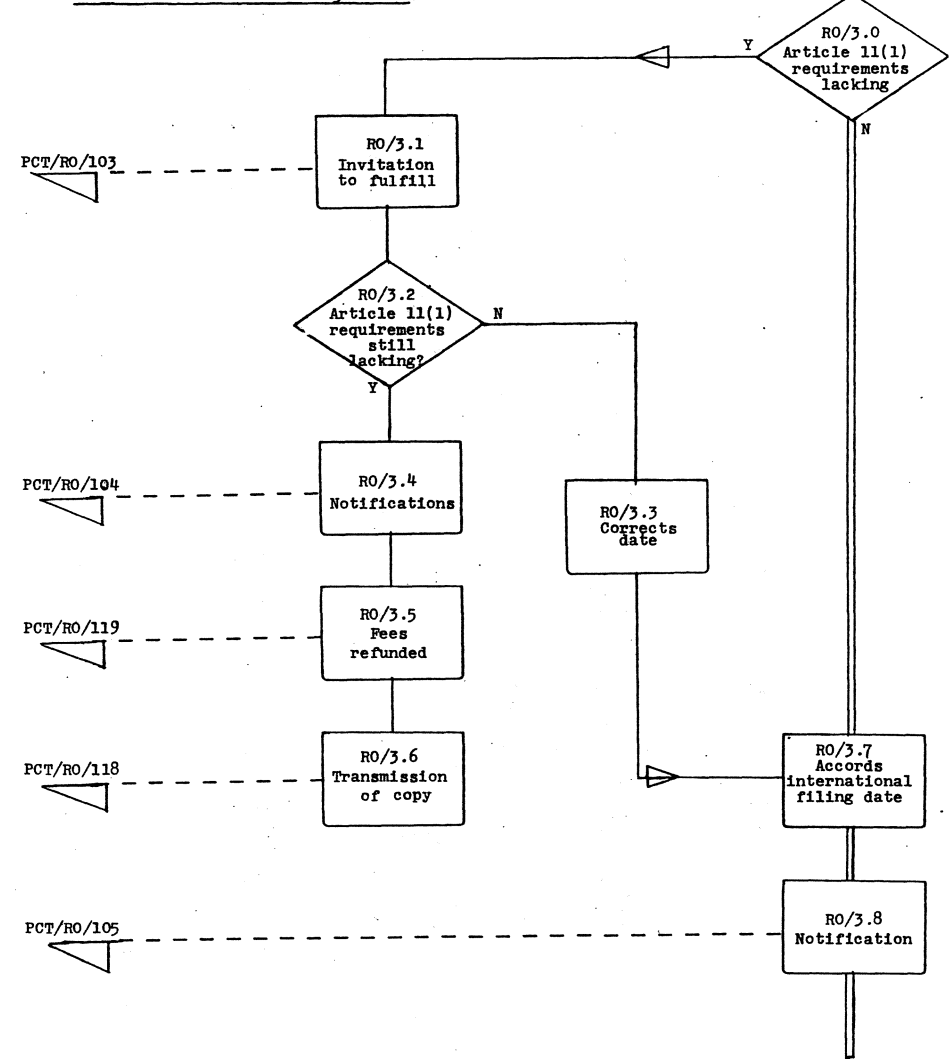 RO/3.0
Article 11(1)
requirements
lacking
Y
N
RO/3.1
Invitation
to fulfill
PCT/RO/103
RO/3.2
Article 11(1)
requirements
still
lacking?
N
Y
PCT/RO/104
RO/3.4
Notifications
RO/3.3
Corrects
date
PCT/RO/119
RO/3.5
Fees
refunded
PCT/RO/118
RO/3.6
Transmission
of copy
RO/3.7
Accords
international
filing date
PCT/RO/105
RO/3.8
Notification